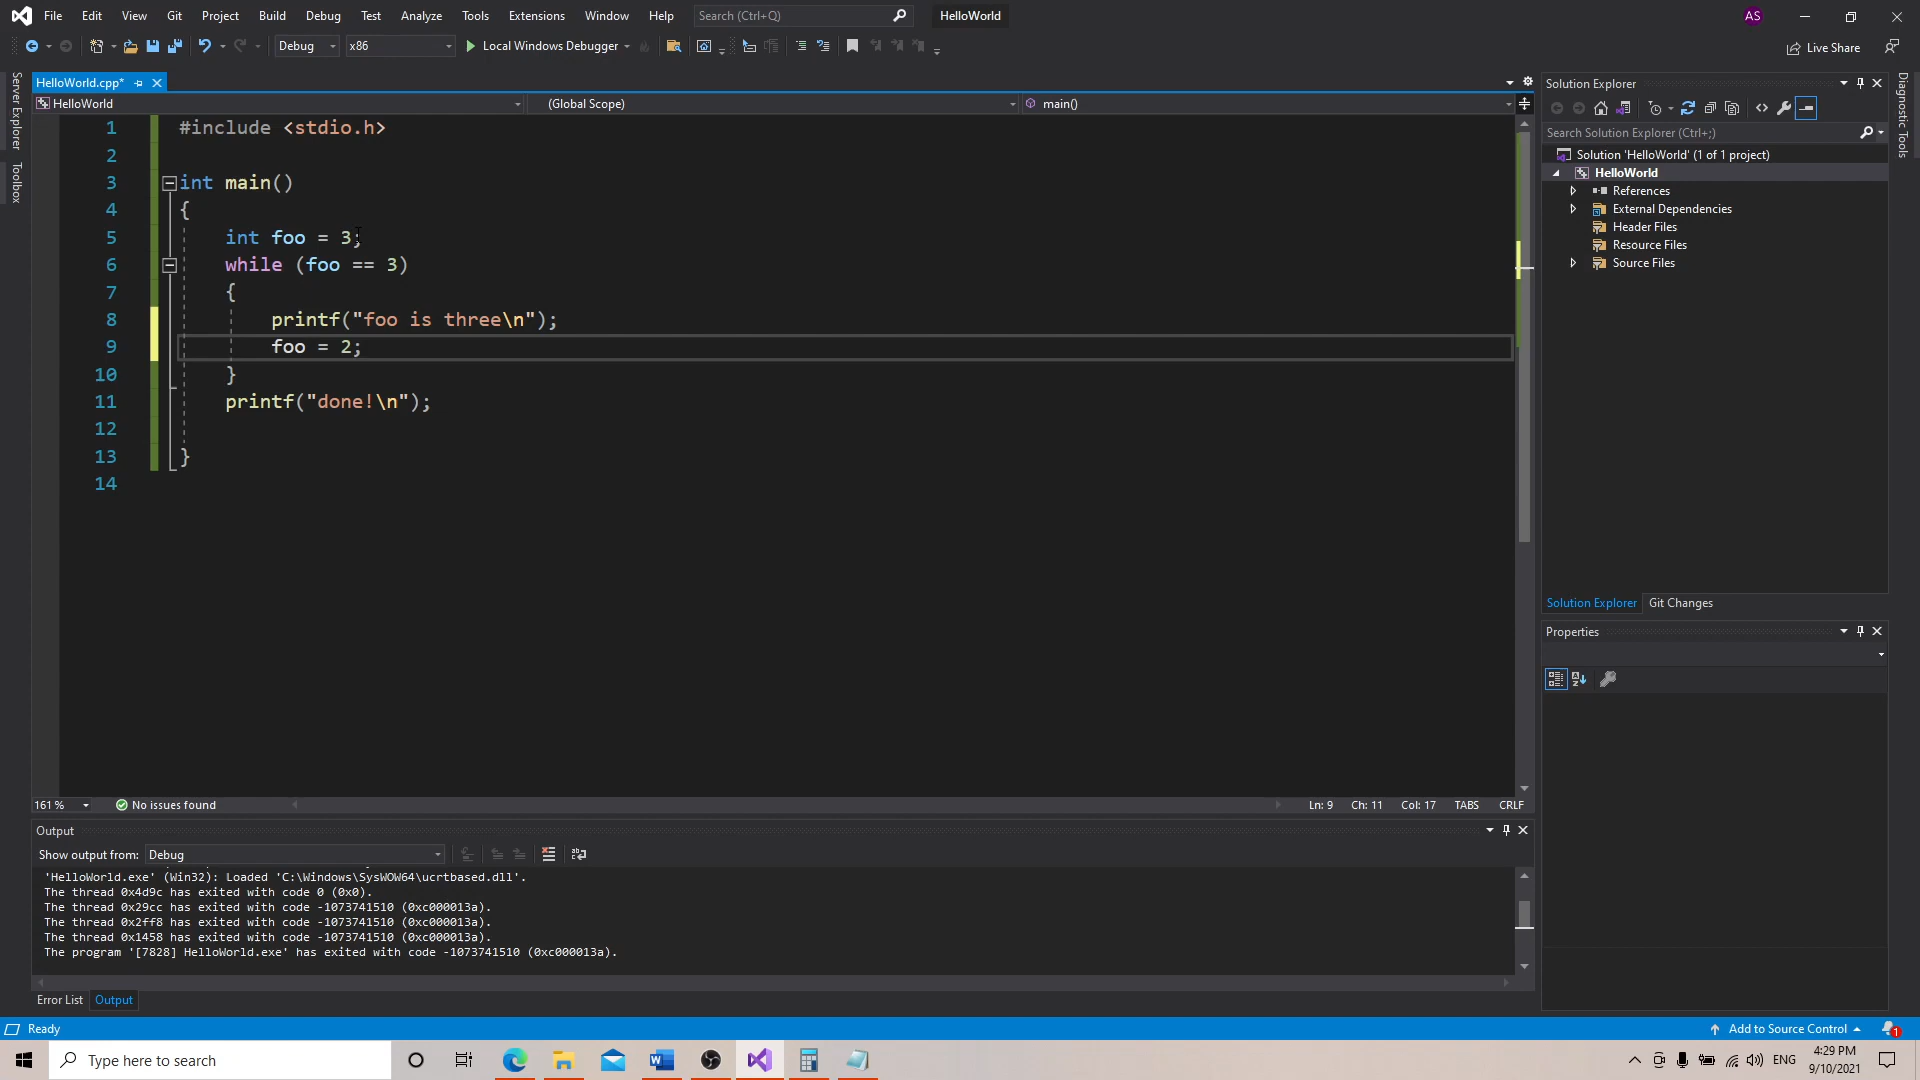 File Edit View Git Project Build Debug Test Analyze Tools Extensions Window Help Search (Ctrl+Q) HelloWorld AS
Debug x86 Local Windows Debugger Live Share
Server Explorer
Toolbox
HelloWorld.cpp*
HelloWorld (Global Scope) main()
1 #include <stdio.h>
2
3 int main()
4 {
5 int foo = 3;
6 while (foo == 3)
7 {
8 printf("foo is three\n");
9 foo = 2;
10 }
11 printf("done!\n");
12
13 }
14
161 % No issues found Ln: 9 Ch: 11 Col: 17 TABS CRLF
Output
Show output from: Debug
'HelloWorld.exe' (Win32): Loaded 'C:\Windows\SysWOW64\ucrtbased.dll'.
The thread 0x4d9c has exited with code 0 (0x0).
The thread 0x29cc has exited with code -1073741510 (0xc000013a).
The thread 0x2ff8 has exited with code -1073741510 (0xc000013a).
The thread 0x1458 has exited with code -1073741510 (0xc000013a).
The program '[7828] HelloWorld.exe' has exited with code -1073741510 (0xc000013a).
Error List Output
Solution Explorer
Search Solution Explorer (Ctrl+;)
Solution 'HelloWorld' (1 of 1 project)
HelloWorld
References
External Dependencies
Header Files
Resource Files
Source Files
Solution Explorer Git Changes
Properties
Diagnostic Tools
Ready Add to Source Control 1
Type here to search ENG 4:29 PM
9/10/2021